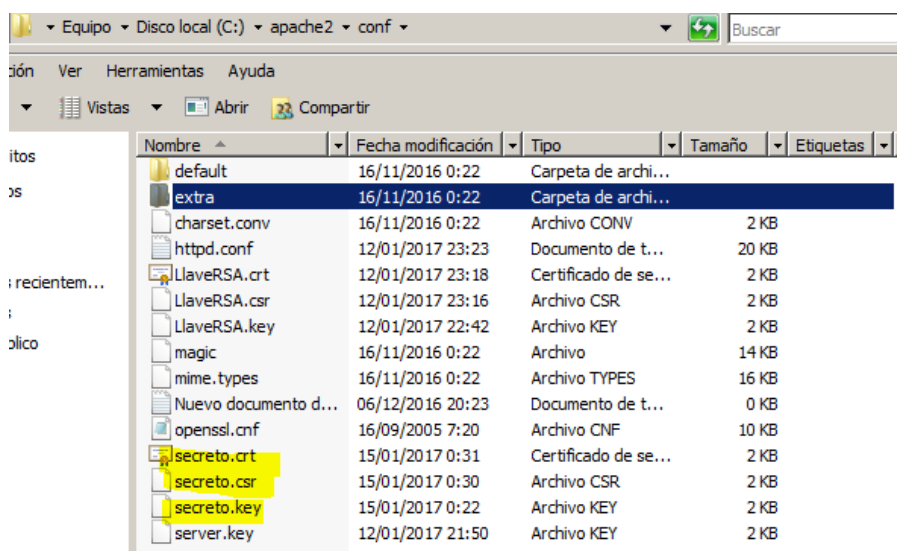 Equipo Disco local (C:) apache2 conf Buscar
ción Ver Herramientas Ayuda
Vistas Abrir Compartir
Nombre Fecha modificación Tipo Tamaño Etiquetas
itos
default 16/11/2016 0:22 Carpeta de archi...
os
extra 16/11/2016 0:22 Carpeta de archi...
charset.conv 16/11/2016 0:22 Archivo CONV 2 KB
httpd.conf 12/01/2017 23:23 Documento de t... 20 KB
LlaveRSA.crt 12/01/2017 23:18 Certificado de se... 2 KB
s recientem...
LlaveRSA.csr 12/01/2017 23:16 Archivo CSR 2 KB
s
LlaveRSA.key 12/01/2017 22:42 Archivo KEY 2 KB
blico
magic 16/11/2016 0:22 Archivo 14 KB
mime.types 16/11/2016 0:22 Archivo TYPES 16 KB
Nuevo documento d... 06/12/2016 20:23 Documento de t... 0 KB
openssl.cnf 16/09/2005 7:20 Archivo CNF 10 KB
secreto.crt 15/01/2017 0:31 Certificado de se... 2 KB
secreto.csr 15/01/2017 0:30 Archivo CSR 2 KB
secreto.key 15/01/2017 0:22 Archivo KEY 2 KB
server.key 12/01/2017 21:50 Archivo KEY 2 KB